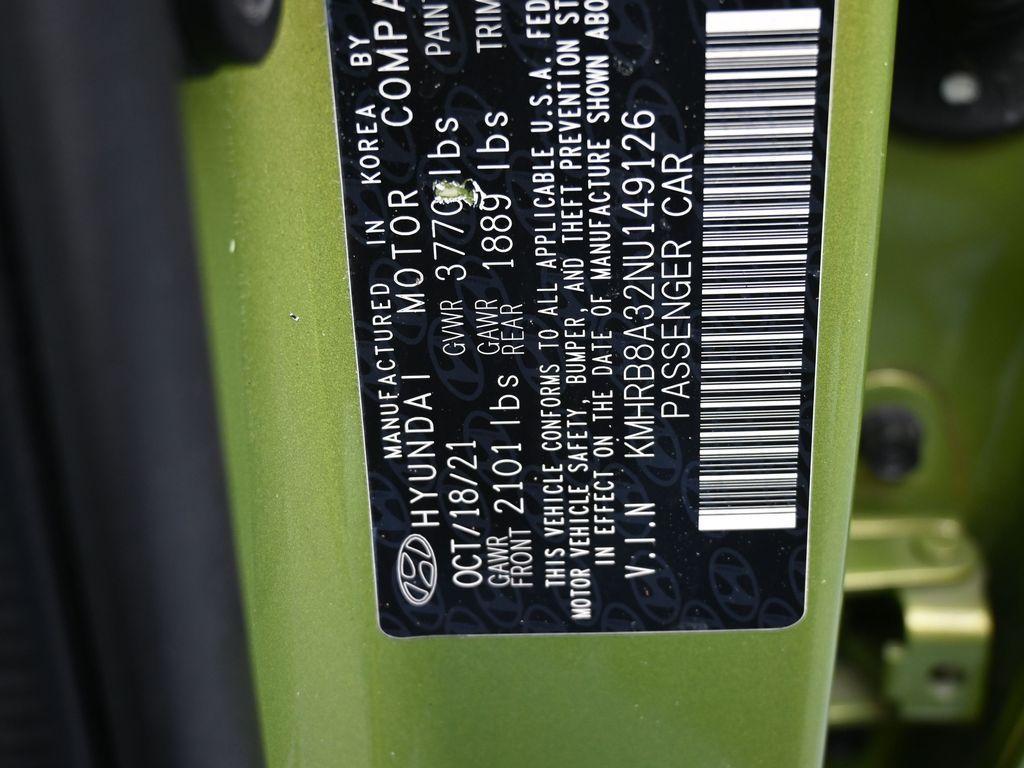 MANUFACTURED IN KOREA BY
HYUNDAI MOTOR COMPA
OCT/18/21 GVWR 3770 lbs PAINT
GAWR FRONT 2101 lbs GAWR REAR 1889 lbs TRIM
THIS VEHICLE CONFORMS TO ALL APPLICABLE U.S.A. FED
MOTOR VEHICLE SAFETY, BUMPER, AND THEFT PREVENTION ST
IN EFFECT ON THE DATE OF MANUFACTURE SHOWN ABO
V.I.N KMHRB8A32NU149126
PASSENGER CAR